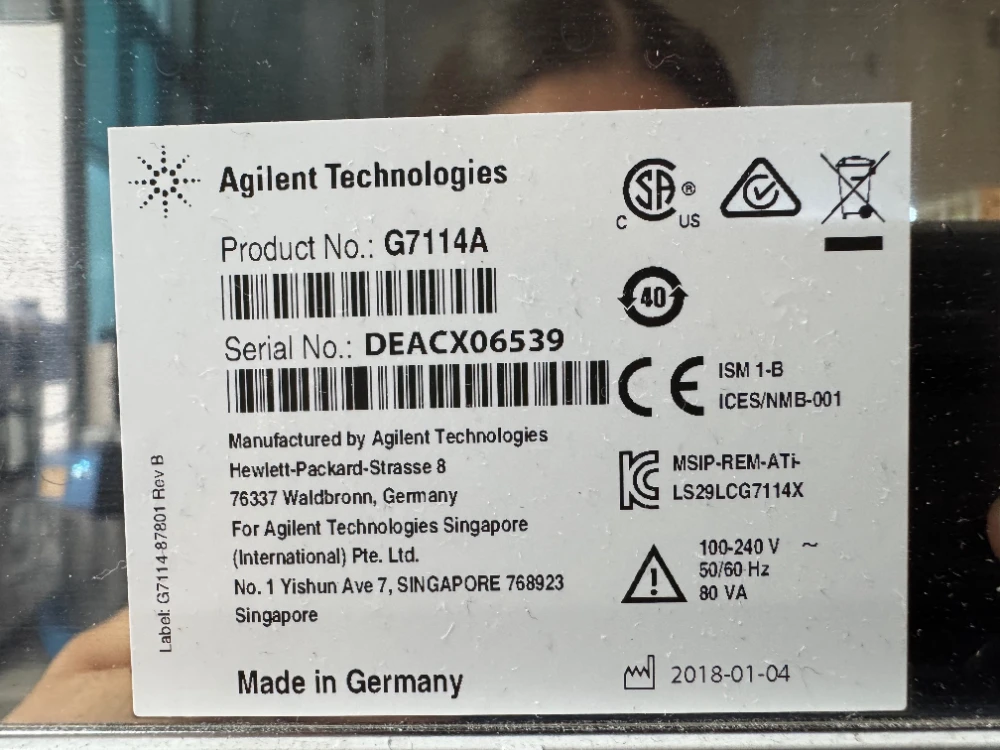 Agilent Technologies
Product No.: G7114A
Serial No.: DEACX06539
Manufactured by Agilent Technologies
Hewlett-Packard-Strasse 8
76337 Waldbronn, Germany
For Agilent Technologies Singapore
(International) Pte. Ltd.
No. 1 Yishun Ave 7, SINGAPORE 768923
Singapore
Made in Germany
Label: G7114-87801 Rev B
C SA ® US
40
CE ISM 1-B
ICES/NMB-001
MSIP-REM-ATi-
LS29LCG7114X
100-240 V ~
50/60 Hz
80 VA
2018-01-04